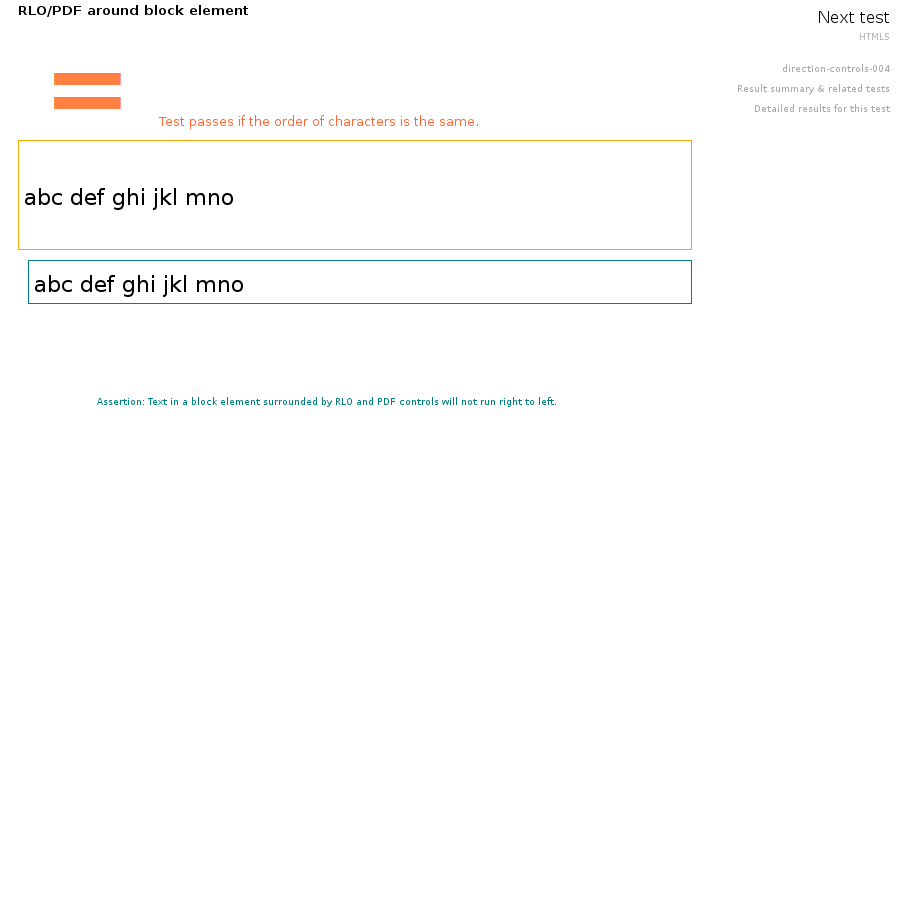 RLO/PDF around block element
Next test
HTML5
direction-controls-004
Result summary & related tests
Detailed results for this test
Test passes if the order of characters is the same.
abc def ghi jkl mno
abc def ghi jkl mno
Assertion: Text in a block element surrounded by RLO and PDF controls will not run right to left.